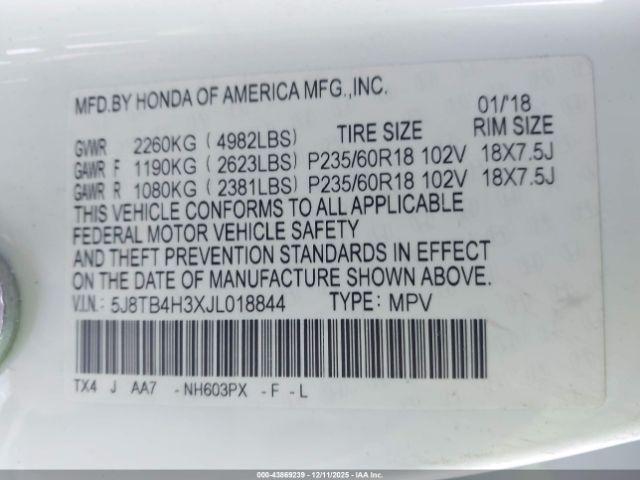 MFD.BY HONDA OF AMERICA MFG.,INC.
01/'18
GVWR 2260KG ( 4982LBS) TIRE SIZE RIM SIZE
GAWR F 1190KG ( 2623LBS) P235/60R18 102V 18X7.5J
GAWR R 1080KG ( 2381LBS) P235/60R18 102V 18X7.5J
THIS VEHICLE CONFORMS TO ALL APPLICABLE
FEDERAL MOTOR VEHICLE SAFETY
AND THEFT PREVENTION STANDARDS IN EFFECT
ON THE DATE OF MANUFACTURE SHOWN ABOVE.
V.I.N.: 5J8TB4H3XJL018844 TYPE: MPV
TX4 J AA7 -NH603PX -F -L
000-43869239 - 12/11/2025 - IAA Inc.